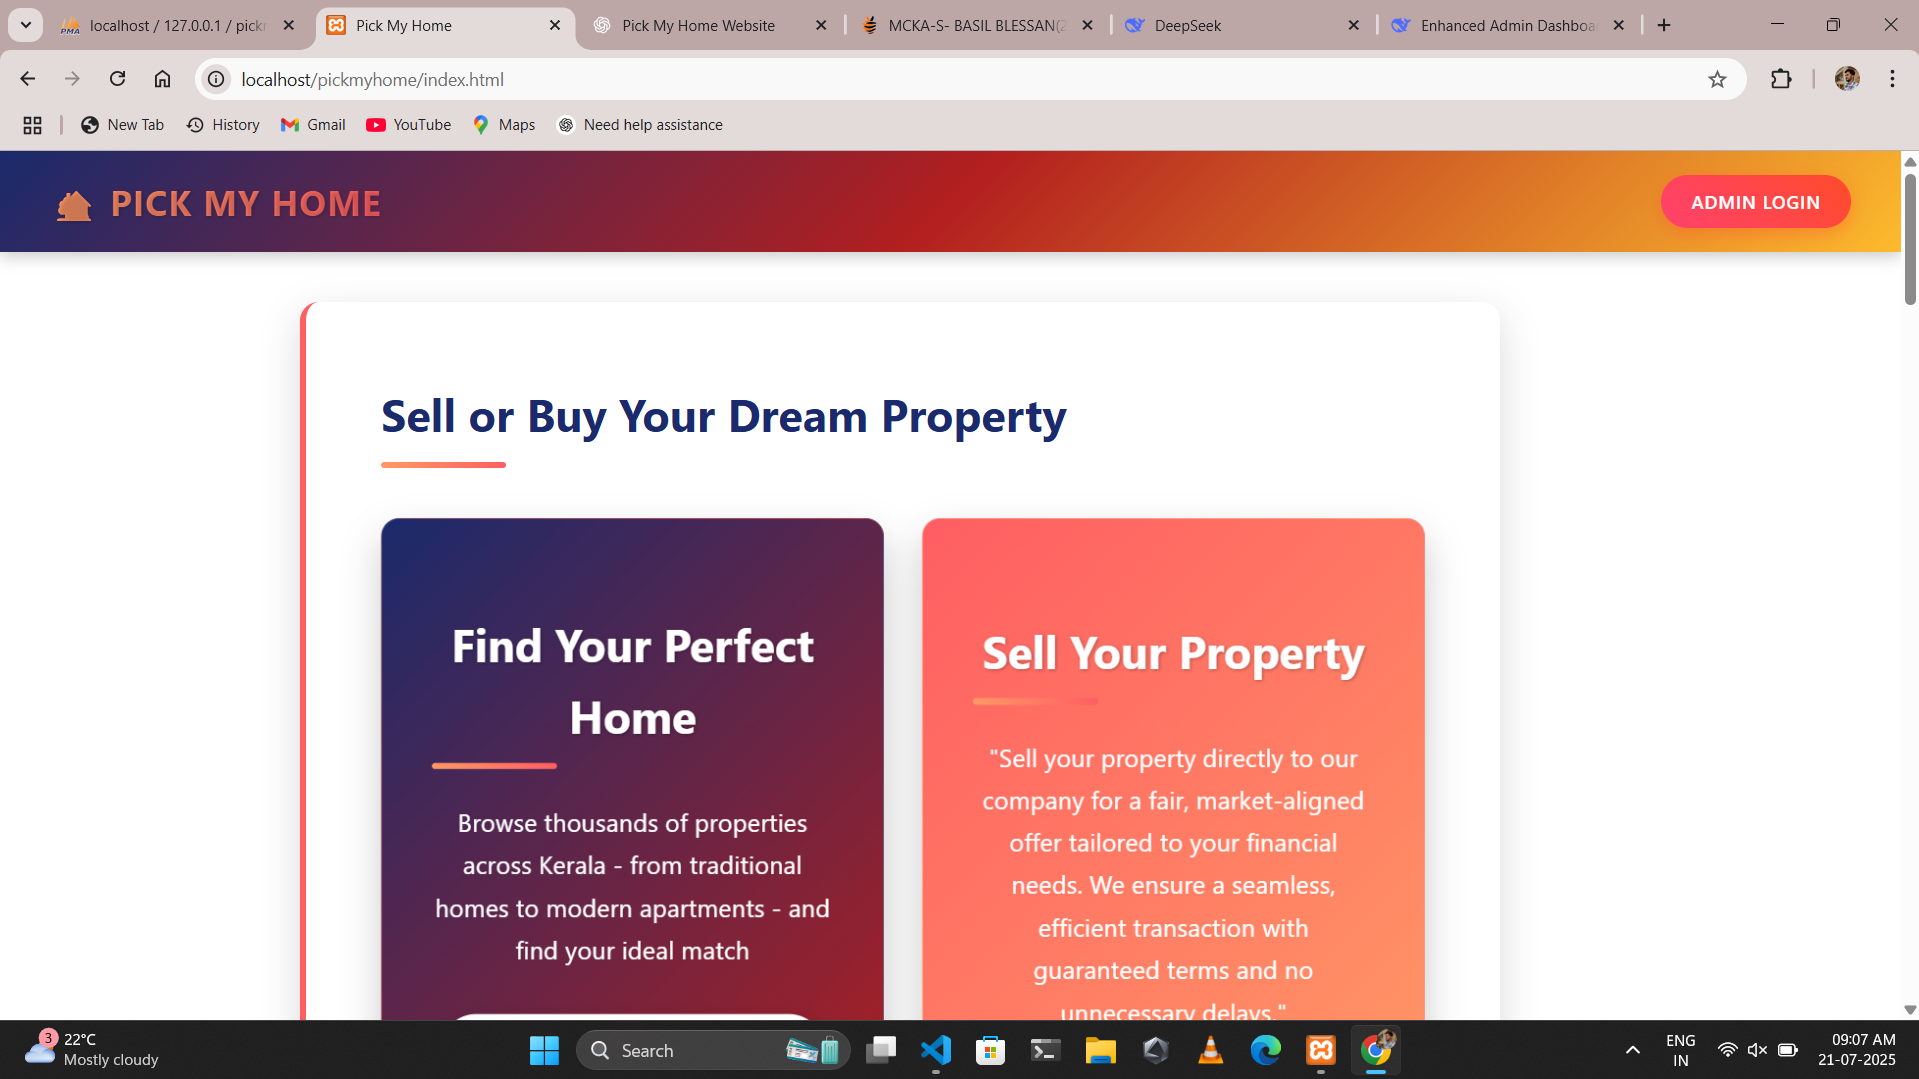 localhost / 127.0.0.1 / pickm
Pick My Home
Pick My Home Website
MCKA-S- BASIL BLESSAN(2
DeepSeek
Enhanced Admin Dashboa
localhost/pickmyhome/index.html
New Tab
History
Gmail
YouTube
Maps
Need help assistance
PICK MY HOME
ADMIN LOGIN
Sell or Buy Your Dream Property
Find Your Perfect
Home
Browse thousands of properties
across Kerala - from traditional
homes to modern apartments - and
find your ideal match
Sell Your Property
"Sell your property directly to our
company for a fair, market-aligned
offer tailored to your financial
needs. We ensure a seamless,
efficient transaction with
guaranteed terms and no
unnecessary delays."
3
22°C
Mostly cloudy
Search
ENG
IN
09:07 AM
21-07-2025